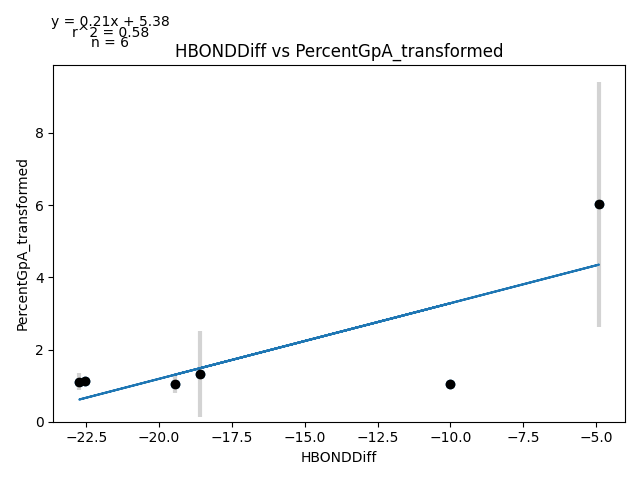 y = 0.21x + 5.38
r^2 = 0.58
n = 6
HBONDDiff vs PercentGpA_transformed
PercentGpA_transformed
8
6
4
2
0
−22.5 −20.0 −17.5 −15.0 −12.5 −10.0 −7.5 −5.0
HBONDDiff